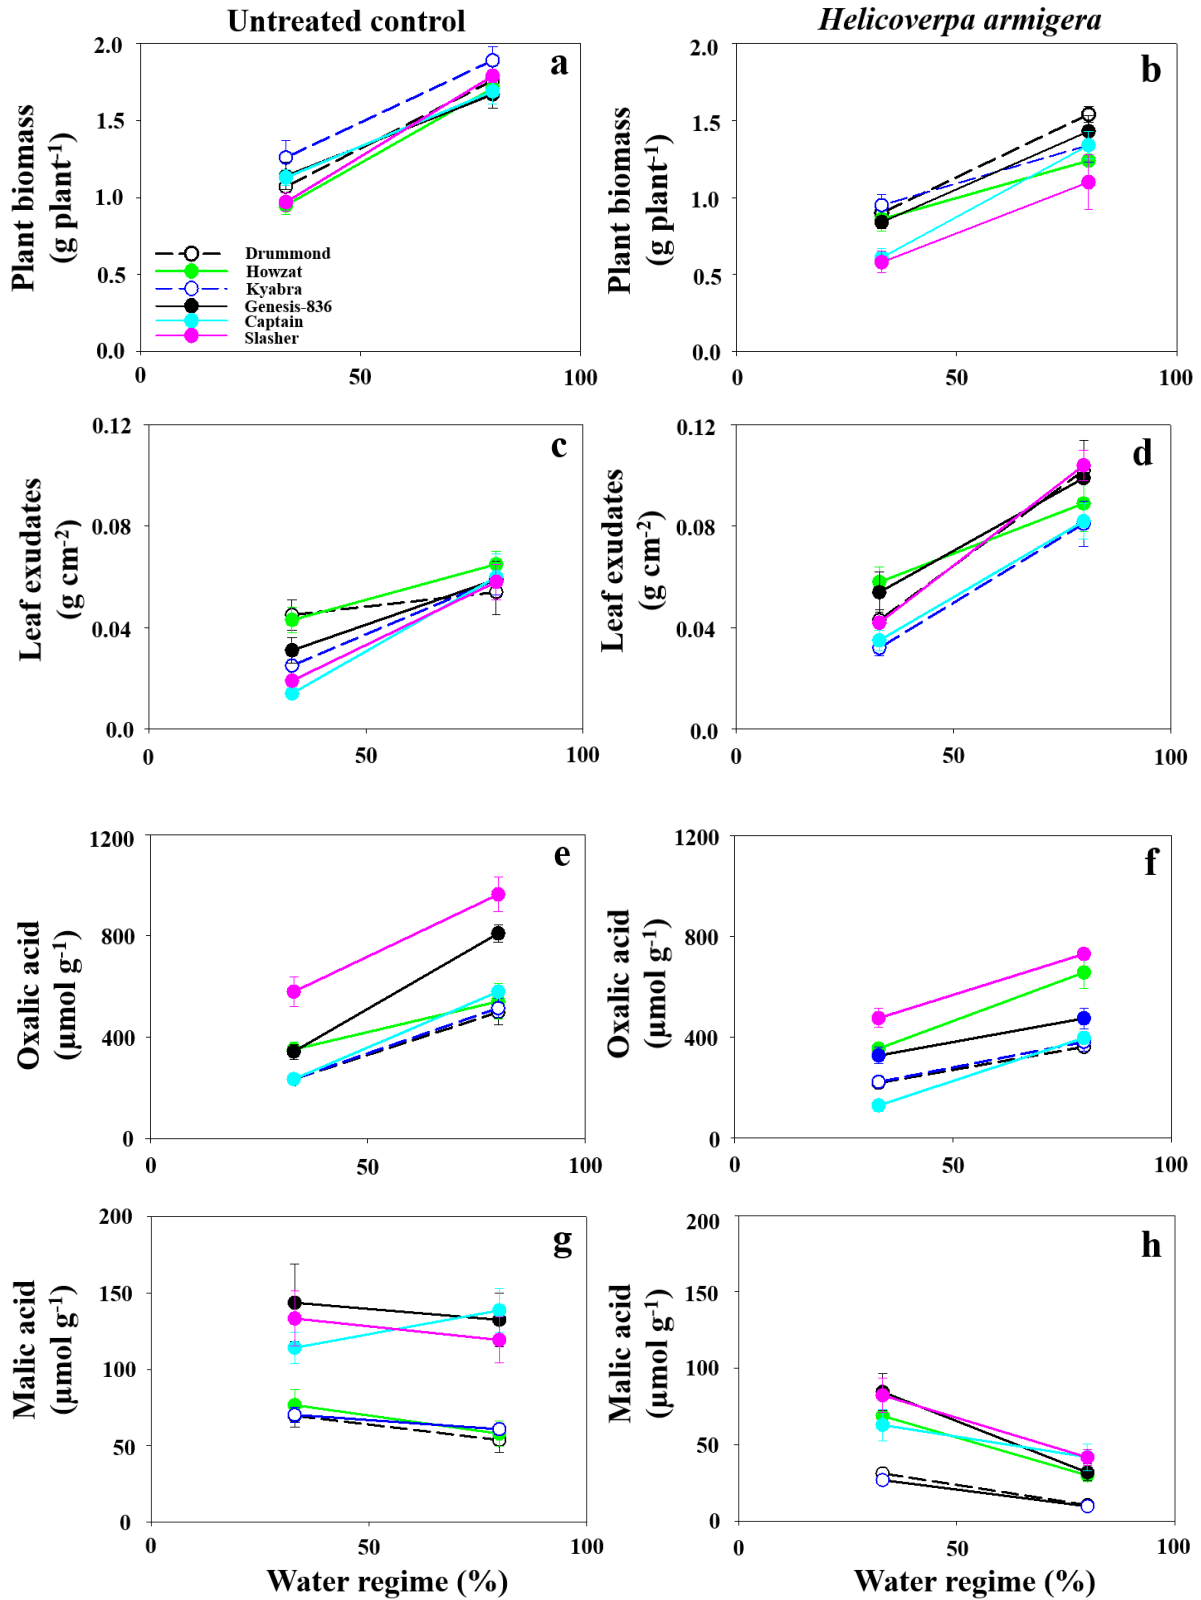 Untreated control
Helicoverpa armigera
Plant biomass
(g plant⁻¹)
2.0
1.5
1.0
0.5
0.0
0
50
100
a
Drummond
Howzat
Kyabra
Genesis-836
Captain
Slasher
Plant biomass
(g plant⁻¹)
2.0
1.5
1.0
0.5
0.0
0
50
100
b
Leaf exudates
(g cm⁻²)
0.12
0.08
0.04
0.0
0
50
100
c
Leaf exudates
(g cm⁻²)
0.12
0.08
0.04
0.0
0
50
100
d
Oxalic acid
(µmol g⁻¹)
1200
800
400
0
0
50
100
e
Oxalic acid
(µmol g⁻¹)
1200
800
400
0
0
50
100
f
Malic acid
(µmol g⁻¹)
200
150
100
50
0
0
50
100
g
Water regime (%)
Malic acid
(µmol g⁻¹)
200
150
100
50
0
0
50
100
h
Water regime (%)